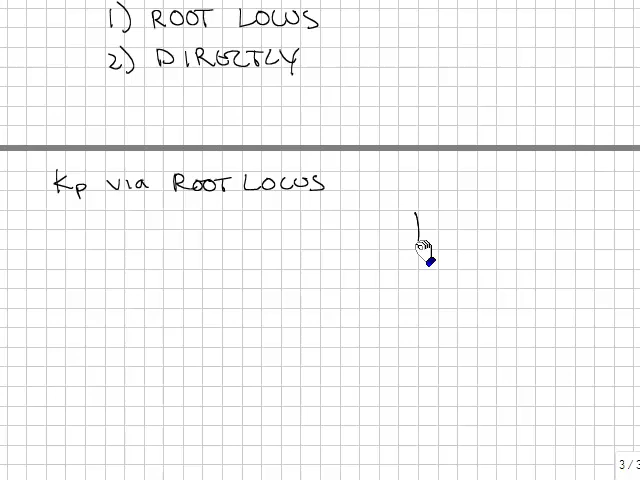 1) ROOT LOCUS
2) DIRECTLY
Kp via ROOT LOCUS
3 / 3